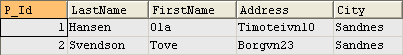 P_Id LastName FirstName Address City
1 Hansen Ola Timoteivn10 Sandnes
2 Svendson Tove Borgvn23 Sandnes